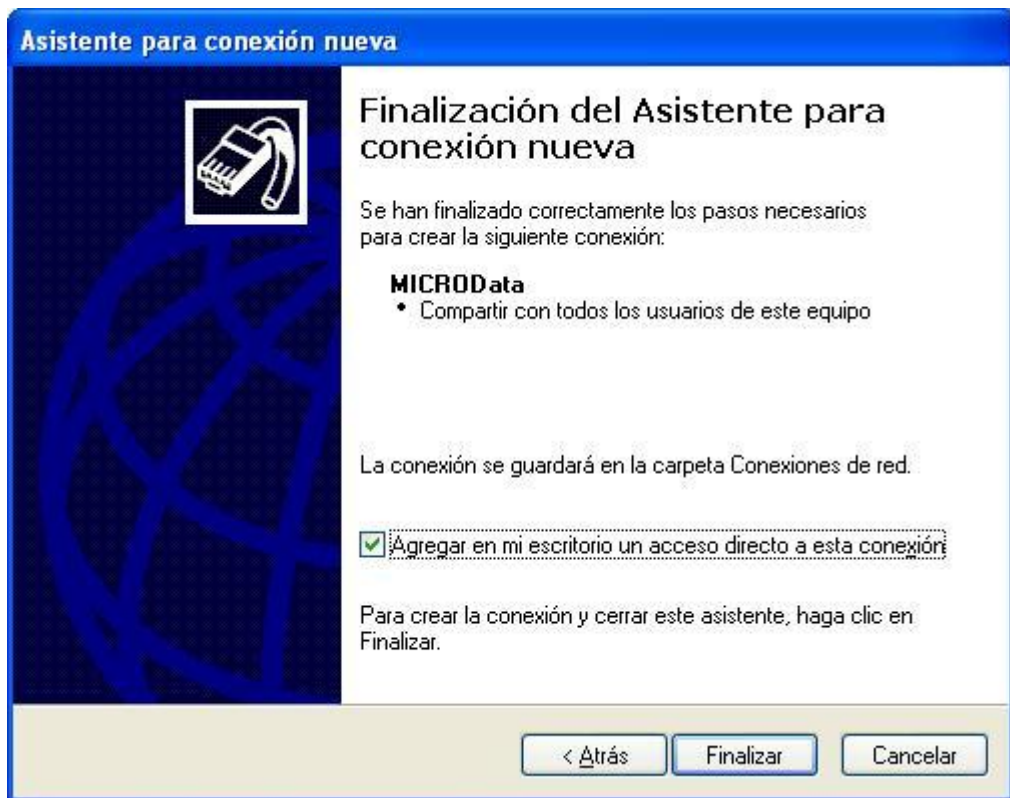 Asistente para conexión nueva
Finalización del Asistente para
conexión nueva
Se han finalizado correctamente los pasos necesarios
para crear la siguiente conexión:
MICROData
• Compartir con todos los usuarios de este equipo
La conexión se guardará en la carpeta Conexiones de red.
Agregar en mi escritorio un acceso directo a esta conexión
Para crear la conexión y cerrar este asistente, haga clic en
Finalizar.
< Atrás Finalizar Cancelar